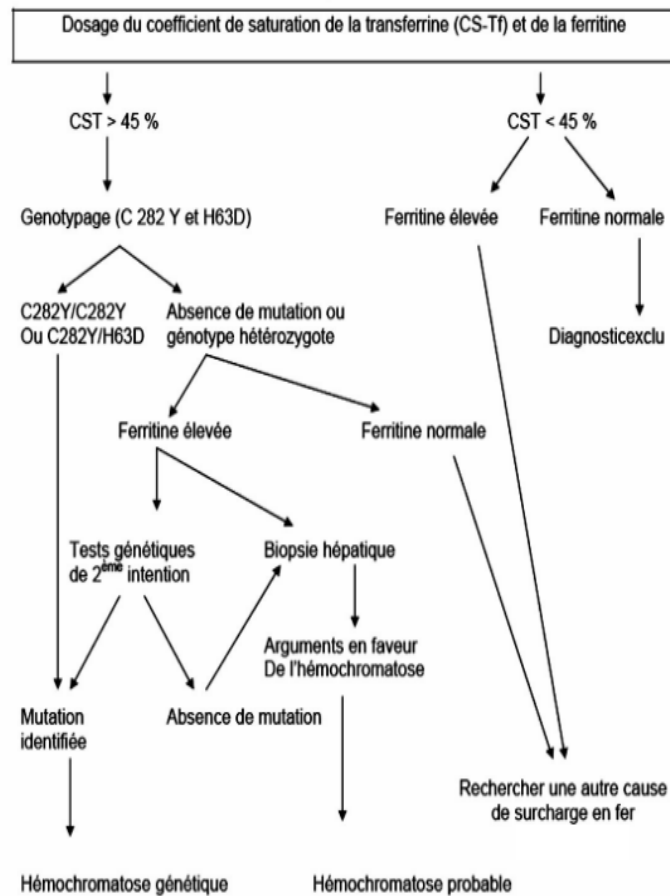 Dosage du coefficient de saturation de la transferrine (CS-Tf) et de la ferritine
CST > 45 %
CST < 45 %
Genotypage (C 282 Y et H63D)
Ferritine élevée
Ferritine normale
C282Y/C282Y
Ou C282Y/H63D
Absence de mutation ou
génotype hétérozygote
Diagnosticexclu
Ferritine élevée
Ferritine normale
Tests génétiques
de 2ème intention
Biopsie hépatique
Arguments en faveur
De l'hémochromatose
Mutation
identifiée
Absence de mutation
Rechercher une autre cause
de surcharge en fer
Hémochromatose génétique
Hémochromatose probable